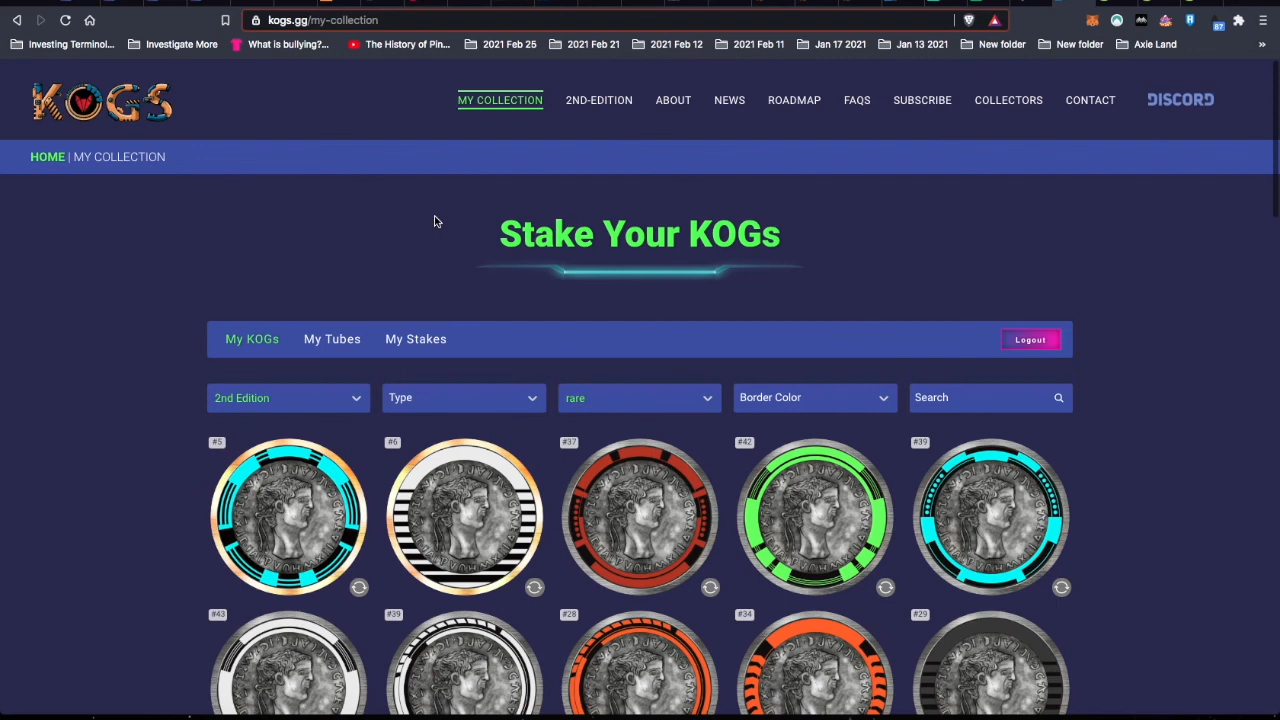 kogs.gg/my-collection
Investing Terminol... Investigate More What is bullying?... The History of Pin... 2021 Feb 25 2021 Feb 21 2021 Feb 12 2021 Feb 11 Jan 17 2021 Jan 13 2021 New folder New folder Axie Land »
87
KOGS
MY COLLECTION 2ND-EDITION ABOUT NEWS ROADMAP FAQS SUBSCRIBE COLLECTORS CONTACT DISCORD
HOME | MY COLLECTION
Stake Your KOGs
My KOGs My Tubes My Stakes Logout
2nd Edition Type rare Border Color Search
#5 #6 #37 #42 #39
#43 #39 #28 #34 #29